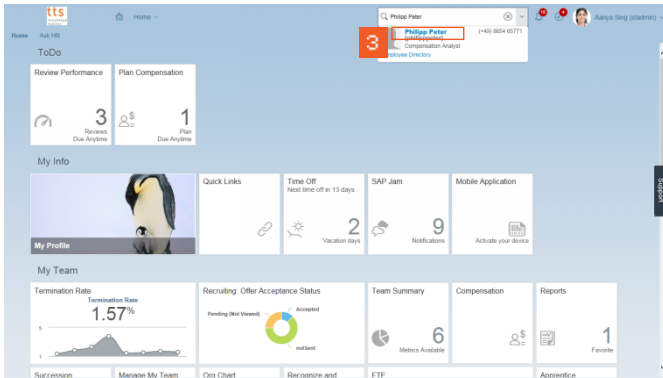 tts
Home
Philipp Peter
Aanya Sing (sfadmin)
Home Ask HR
3
Philipp Peter
(philipppeter)
(+49) 8654 65771
Compensation Analyst
Employee Directory
ToDo
Review Performance
3
Reviews
Due Anytime
Plan Compensation
1
Plan
Due Anytime
My Info
My Profile
Quick Links
Time Off
Next time off in 13 days
2
Vacation days
SAP Jam
9
Notifications
Mobile Application
Activate your device
Support
My Team
Termination Rate
Termination Rate
1.57%
5
1
Recruiting: Offer Acceptance Status
Pending (Not Viewed)
Accepted
notSent
Team Summary
6
Metrics Available
Compensation
Reports
1
Favorite
Succession
Manage My Team
Org Chart
Recognize and
FTE
Apprentice